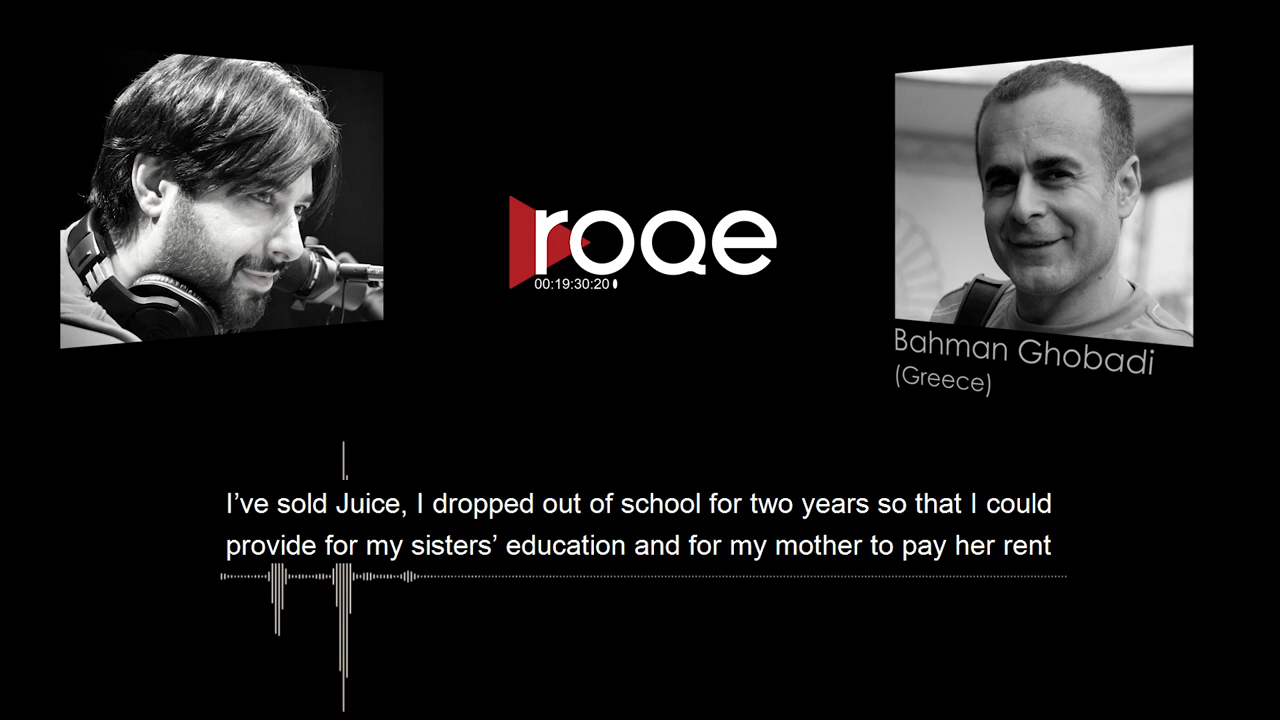 roqe
00:19:30:20
Bahman Ghobadi
(Greece)
I’ve sold Juice, I dropped out of school for two years so that I could
provide for my sisters’ education and for my mother to pay her rent